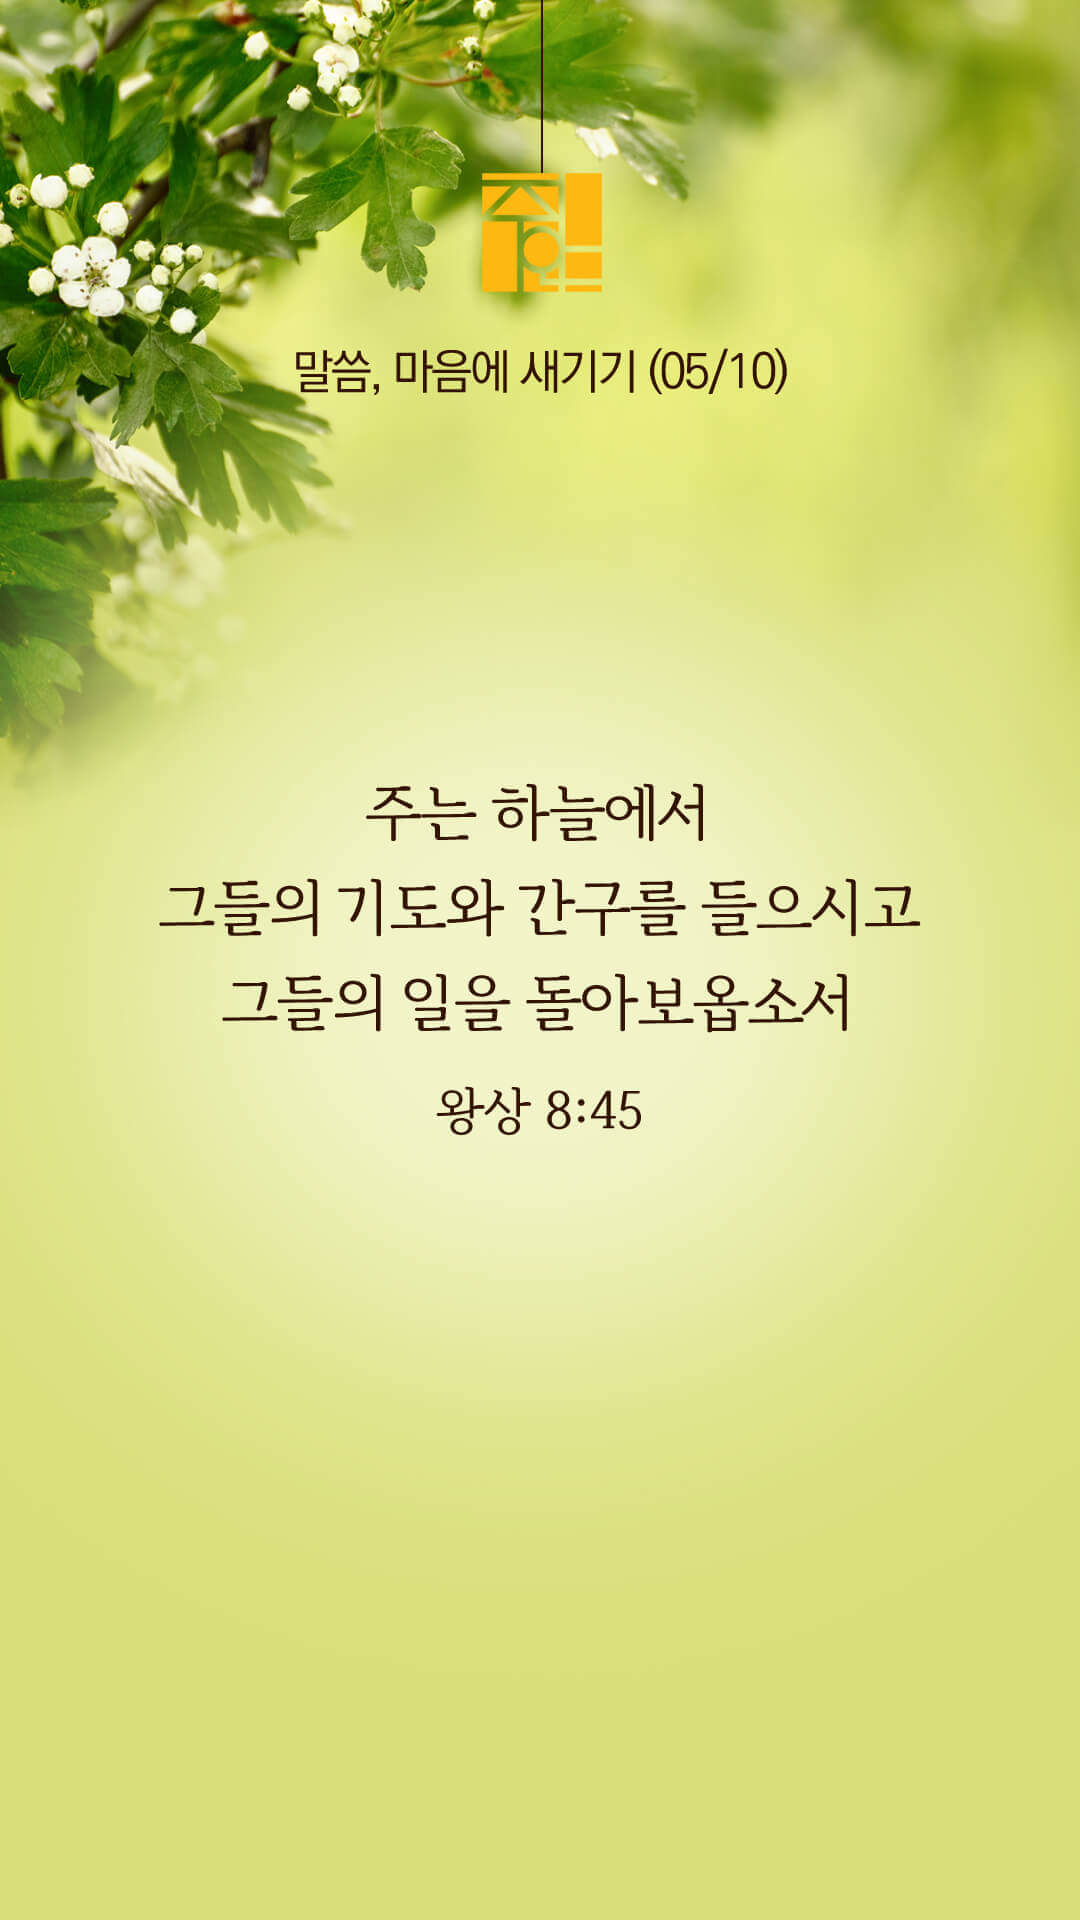 말씀, 마음에 새기기 (05/10)
주는 하늘에서
그들의 기도와 간구를 들으시고
그들의 일을 돌아보옵소서
왕상 8:45